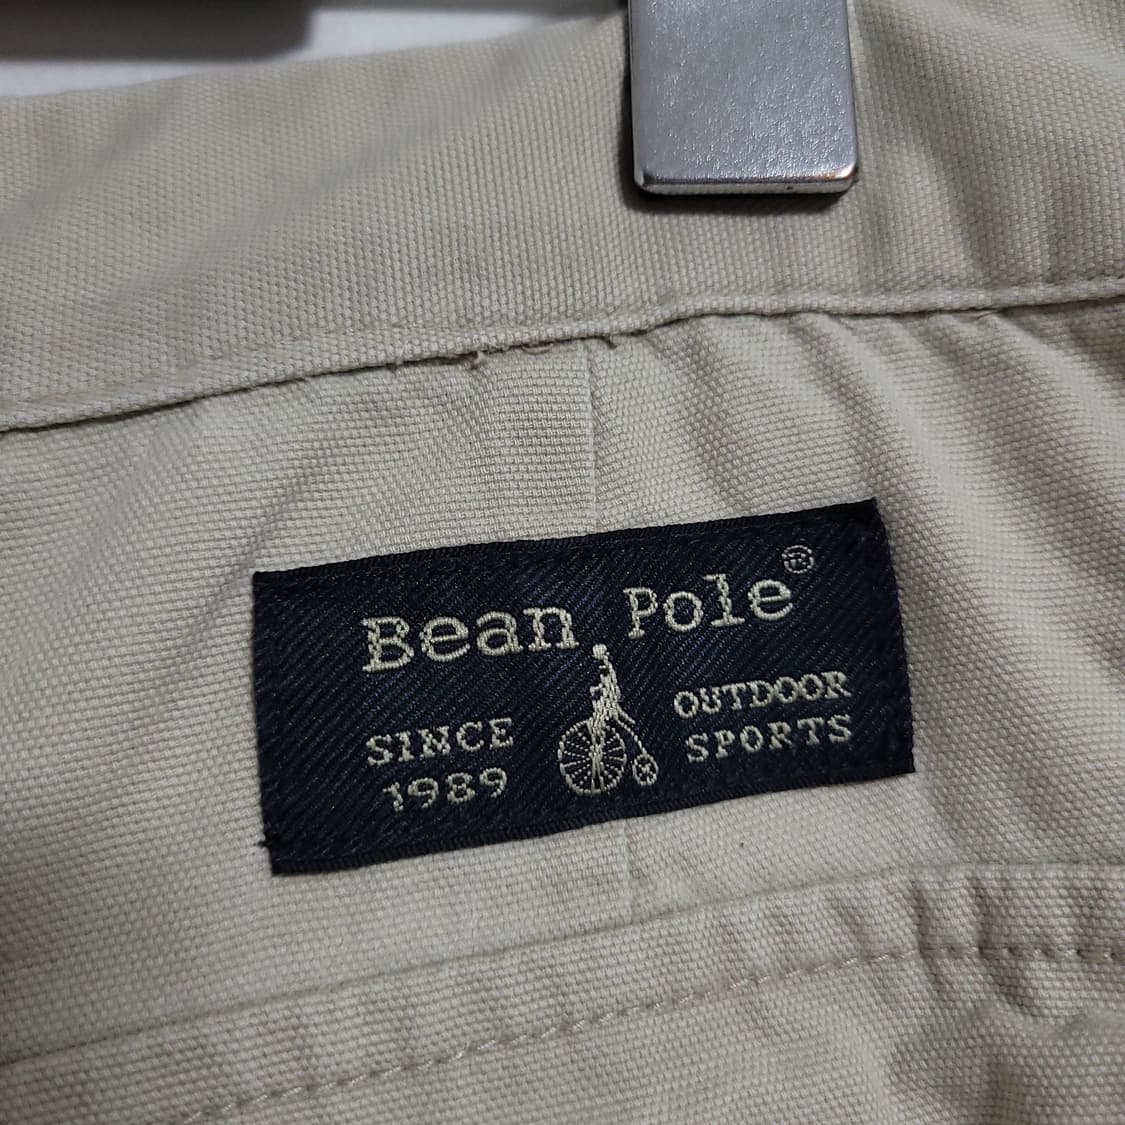 Bean Pole®
SINCE
1989
OUTDOOR
SPORTS